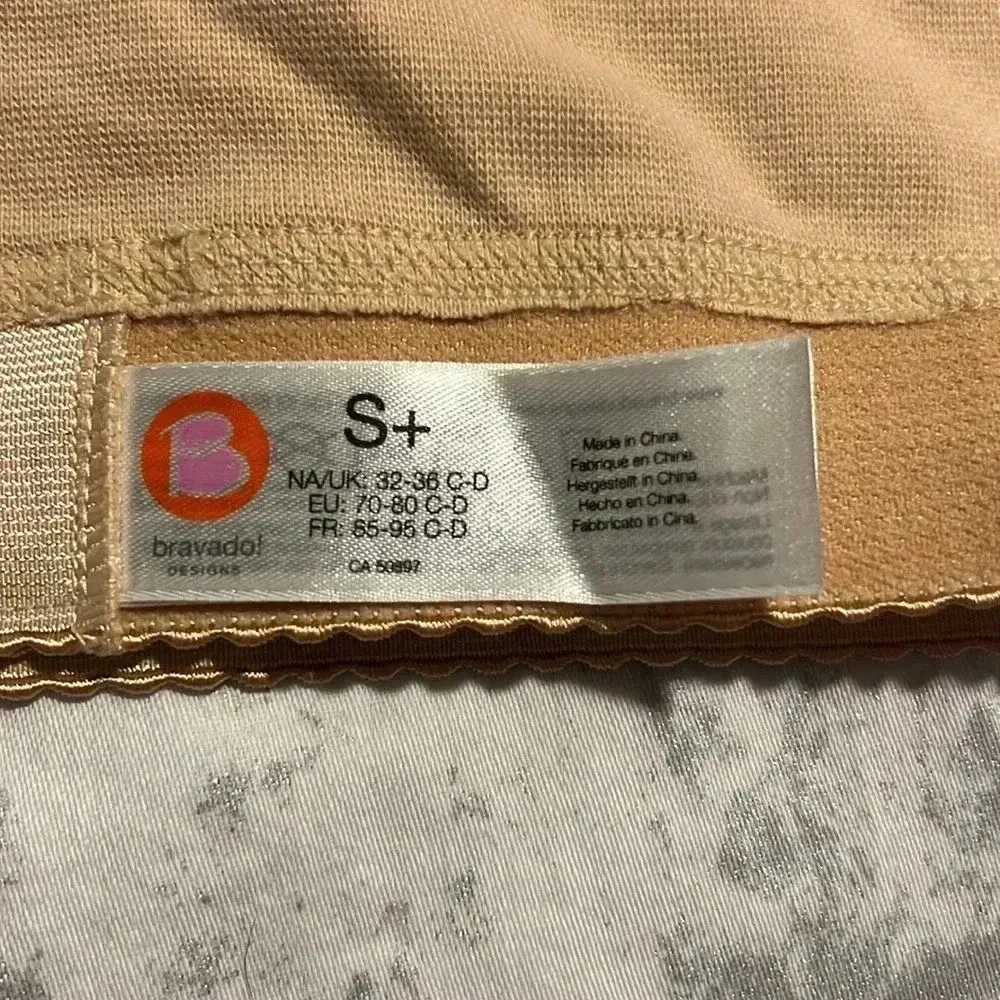 B
bravado!
DESIGNS
S+
NA/UK: 32-36 C-D
EU: 70-80 C-D
FR: 85-95 C-D
CA 50897
Made in China.
Fabriqué en Chine.
Hergestellt in China.
Hecho en China.
Fabbricato in Cina.